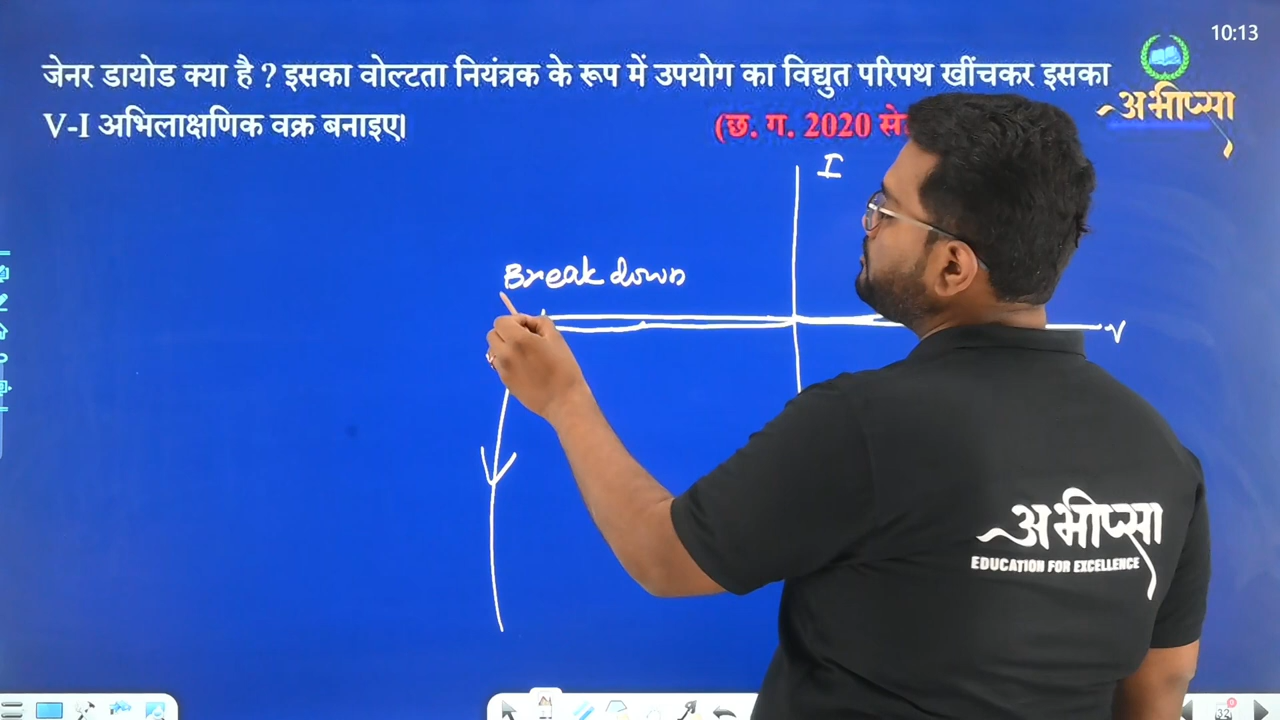 10:13
जेनर डायोड क्या है ? इसका वोल्टता नियंत्रक के रूप में उपयोग का विद्युत परिपथ खींचकर इसका
V-I अभिलाक्षणिक वक्र बनाइए।
(छ. ग. 2020
अभीप्सा
I
Break down
V
अभीप्सा
EDUCATION FOR EXCELLENCE
32